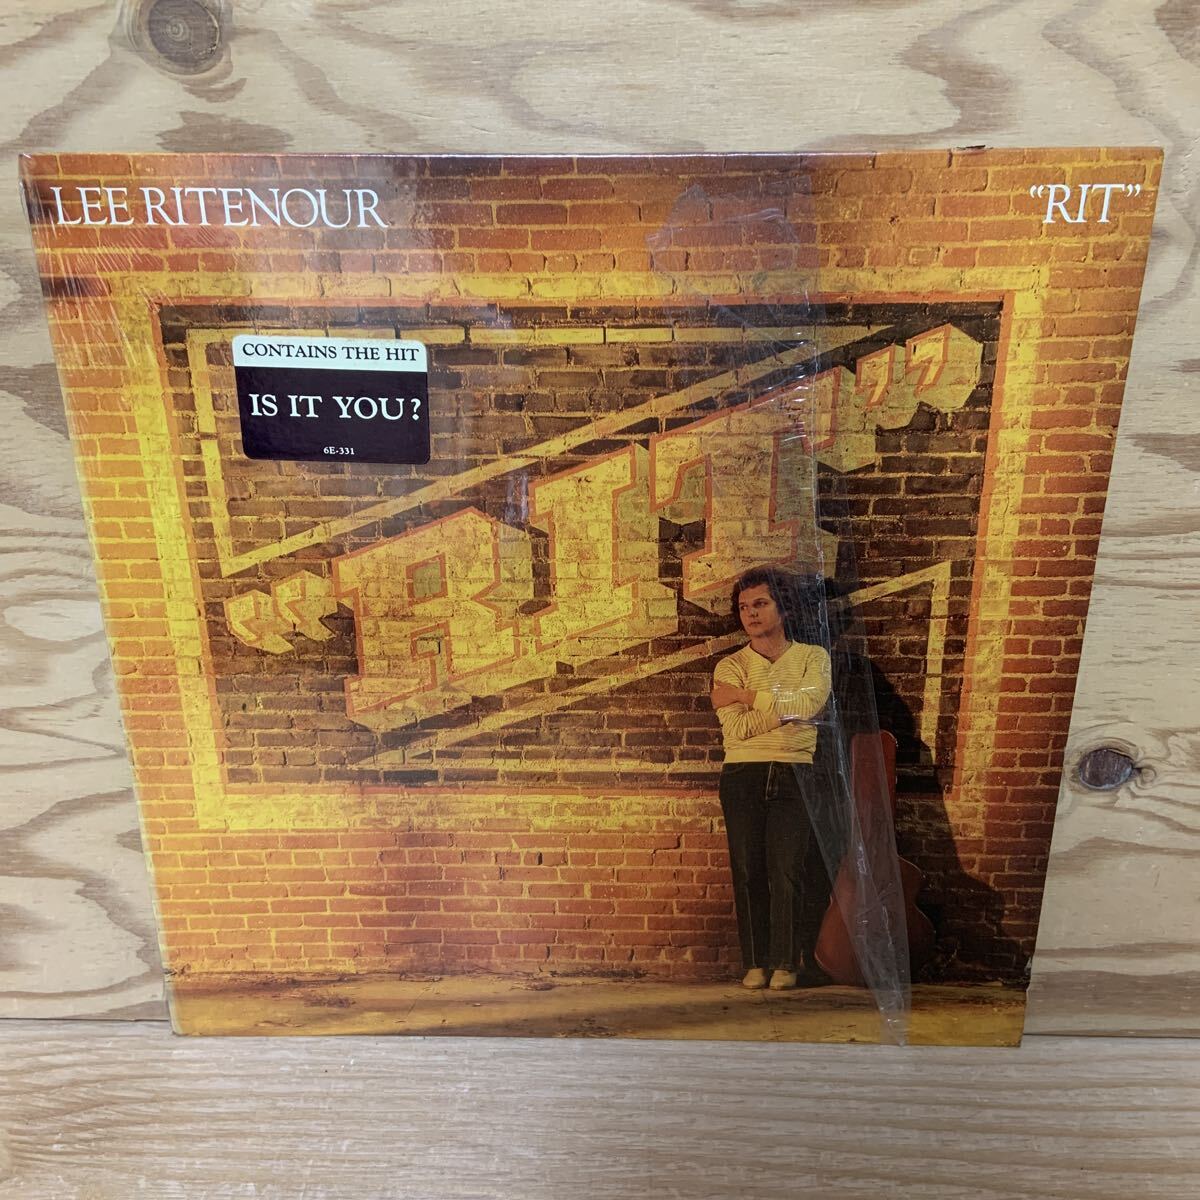 LEE RITENOUR
“RIT”
CONTAINS THE HIT
IS IT YOU?
6E-331
“RIT”